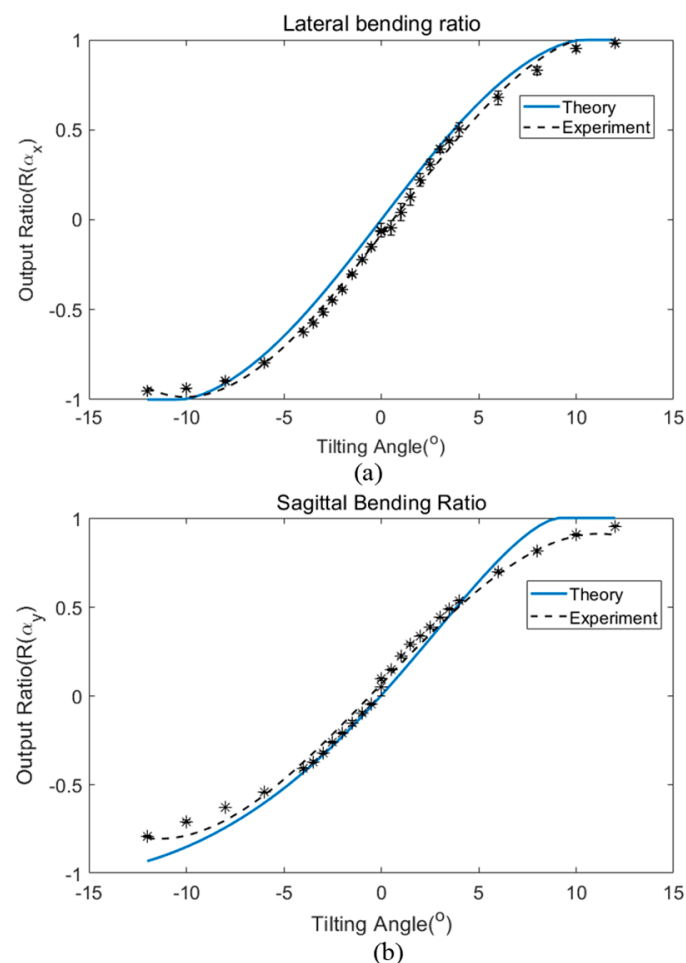 Lateral bending ratio
1
0.5
0
-0.5
-1
Output Ratio(R(αx)
Theory
Experiment
-15 -10 -5 0 5 10 15
Tilting Angle(o)
(a)
Sagittal Bending Ratio
1
0.5
0
-0.5
-1
Output Ratio(R(αy)
Theory
Experiment
-15 -10 -5 0 5 10 15
Tilting Angle(o)
(b)